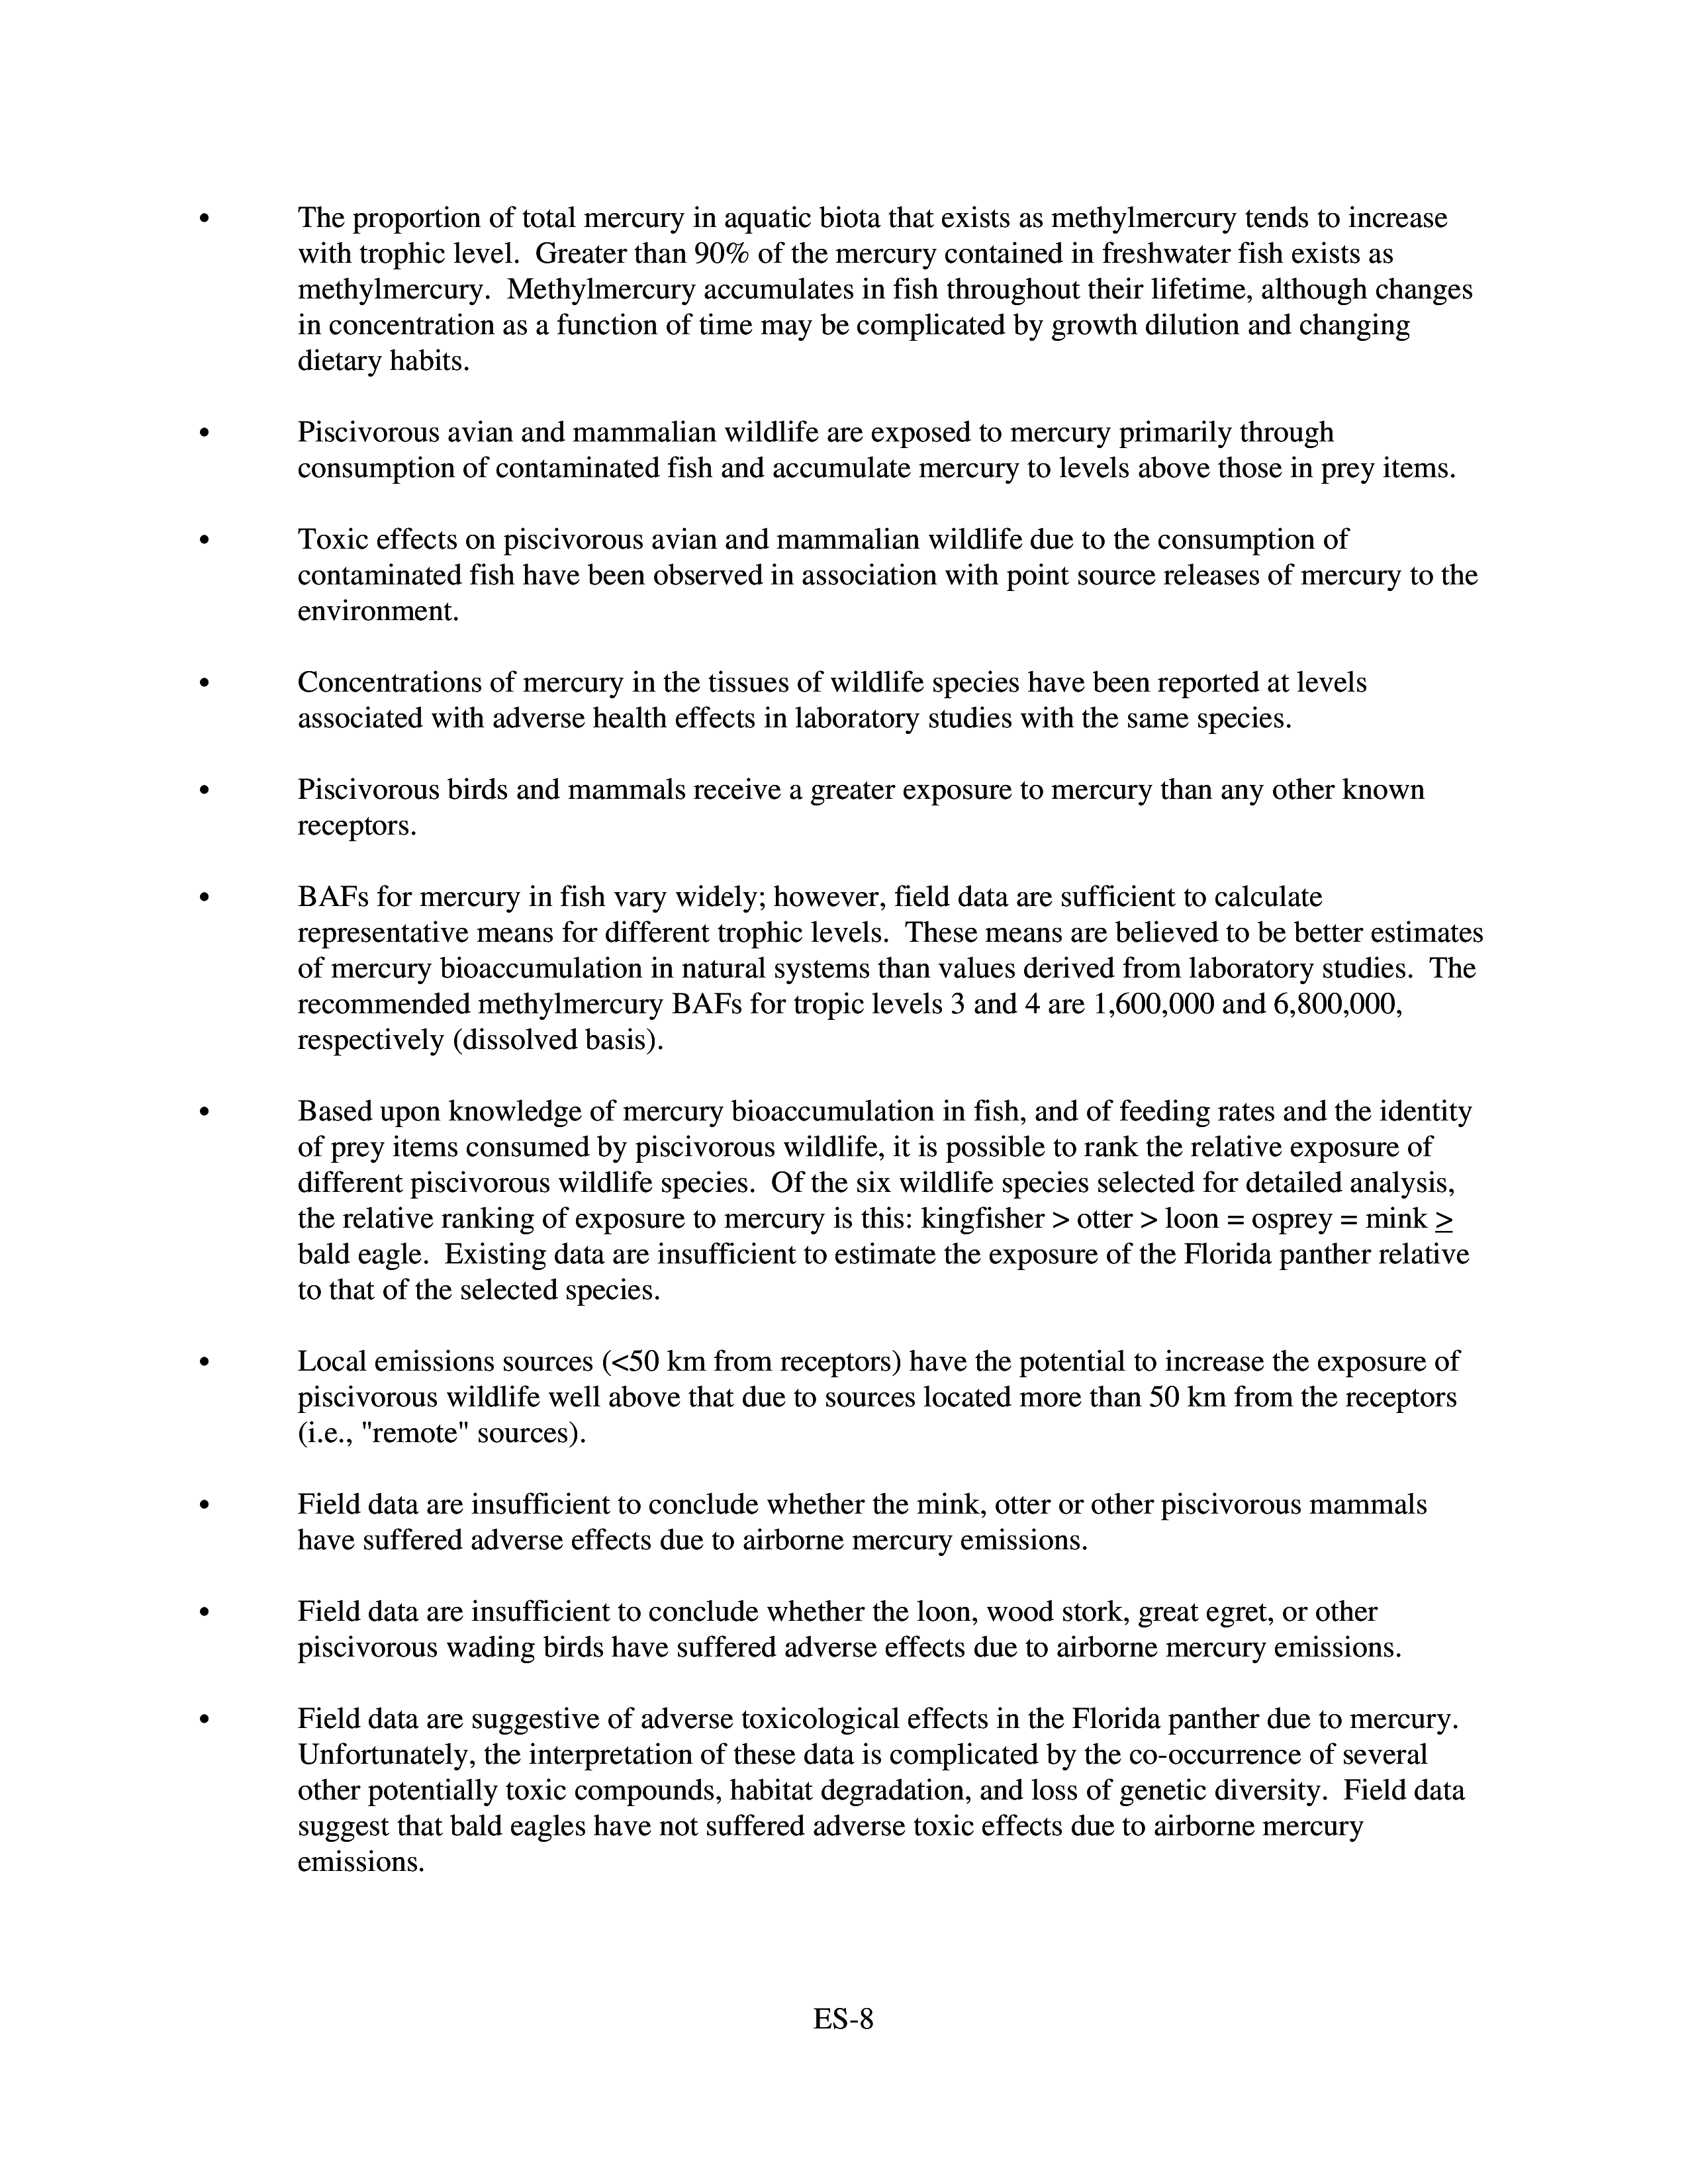 • The proportion of total mercury in aquatic biota that exists as methylmercury tends to increase
with trophic level.  Greater than 90% of the mercury contained in freshwater fish exists as
methylmercury.  Methylmercury accumulates in fish throughout their lifetime, although changes
in concentration as a function of time may be complicated by growth dilution and changing
dietary habits.
• Piscivorous avian and mammalian wildlife are exposed to mercury primarily through
consumption of contaminated fish and accumulate mercury to levels above those in prey items.
• Toxic effects on piscivorous avian and mammalian wildlife due to the consumption of
contaminated fish have been observed in association with point source releases of mercury to the
environment.
• Concentrations of mercury in the tissues of wildlife species have been reported at levels
associated with adverse health effects in laboratory studies with the same species.
• Piscivorous birds and mammals receive a greater exposure to mercury than any other known
receptors.
• BAFs for mercury in fish vary widely; however, field data are sufficient to calculate
representative means for different trophic levels.  These means are believed to be better estimates
of mercury bioaccumulation in natural systems than values derived from laboratory studies.  The
recommended methylmercury BAFs for tropic levels 3 and 4 are 1,600,000 and 6,800,000,
respectively (dissolved basis).
• Based upon knowledge of mercury bioaccumulation in fish, and of feeding rates and the identity
of prey items consumed by piscivorous wildlife, it is possible to rank the relative exposure of
different piscivorous wildlife species.  Of the six wildlife species selected for detailed analysis,
the relative ranking of exposure to mercury is this: kingfisher > otter > loon = osprey = mink ≥
bald eagle.  Existing data are insufficient to estimate the exposure of the Florida panther relative
to that of the selected species.
• Local emissions sources (<50 km from receptors) have the potential to increase the exposure of
piscivorous wildlife well above that due to sources located more than 50 km from the receptors
(i.e., "remote" sources).
• Field data are insufficient to conclude whether the mink, otter or other piscivorous mammals
have suffered adverse effects due to airborne mercury emissions.
• Field data are insufficient to conclude whether the loon, wood stork, great egret, or other
piscivorous wading birds have suffered adverse effects due to airborne mercury emissions.
• Field data are suggestive of adverse toxicological effects in the Florida panther due to mercury.
Unfortunately, the interpretation of these data is complicated by the co-occurrence of several
other potentially toxic compounds, habitat degradation, and loss of genetic diversity.  Field data
suggest that bald eagles have not suffered adverse toxic effects due to airborne mercury
emissions.
ES-8